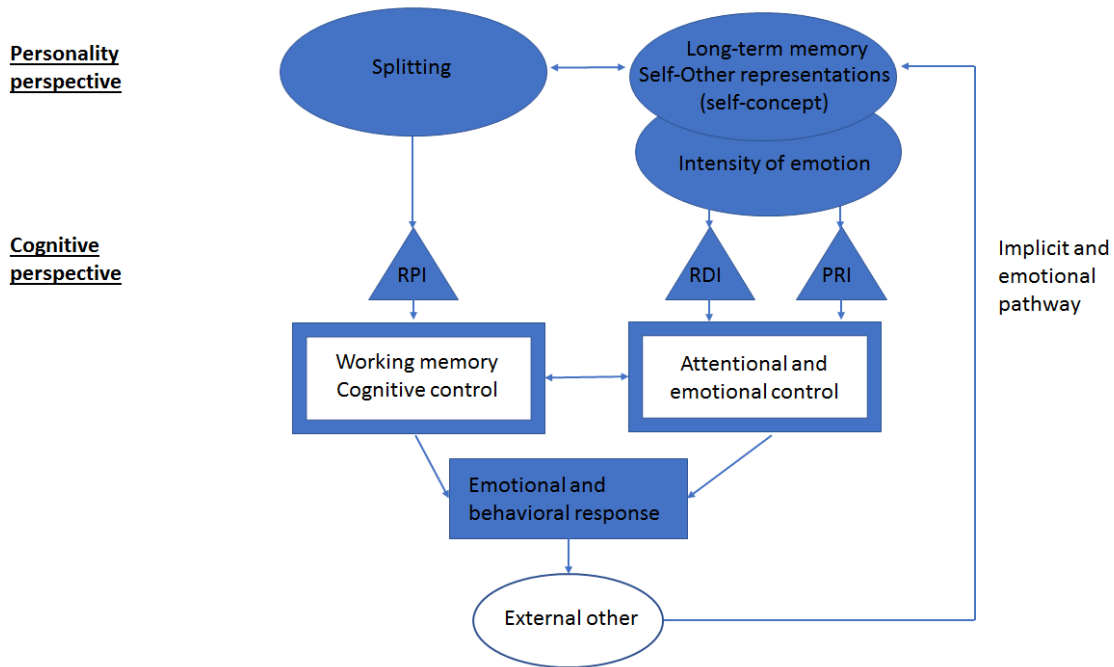 Personality
perspective
Splitting
Long-term memory
Self-Other representations
(self-concept)
Intensity of emotion
Cognitive
perspective
RPI
RDI
PRI
Implicit and
emotional
pathway
Working memory
Cognitive control
Attentional and
emotional control
Emotional and
behavioral response
External other